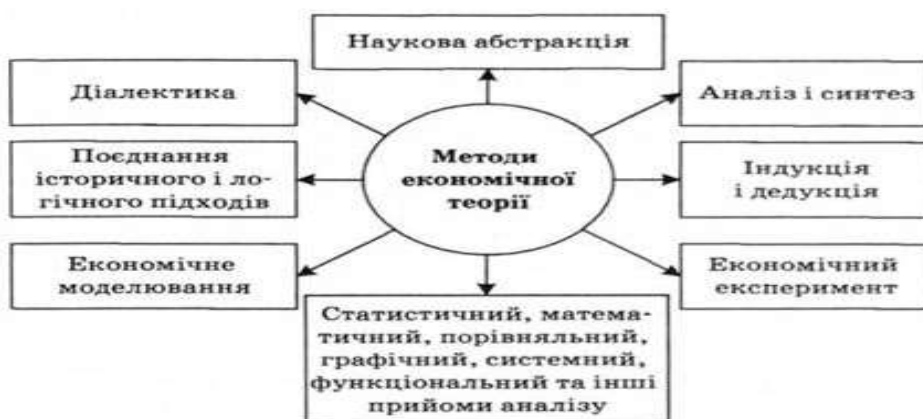 Наукова абстракція
Діалектика
Аналіз і синтез
Поєднання
історичного і ло-
гічного підходів
Методи
економічної
теорії
Індукція
і дедукція
Економічне
моделювання
Економічний
експеримент
Статистичний, матема-
тичний, порівняльний,
графічний, системний,
функціональний та інші
прийоми аналізу